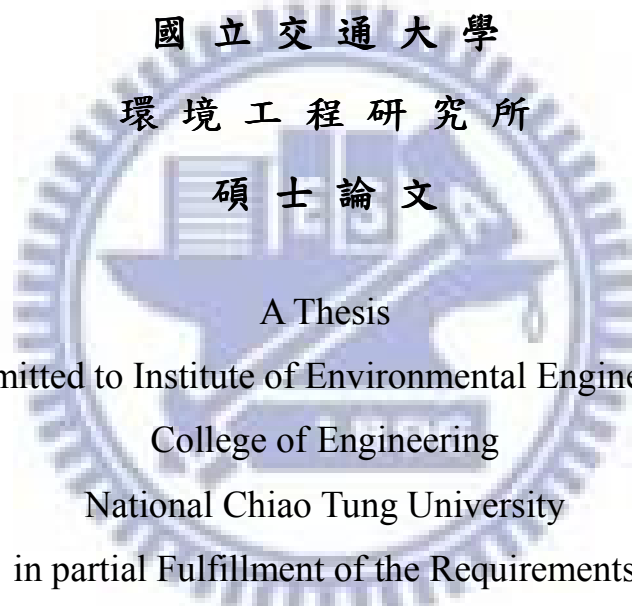 國立交通大學
環境工程研究所
碩士論文
A Thesis
mitted to Institute of Environmental Engine
College of Engineering
National Chiao Tung University
in partial Fulfillment of the Requirements